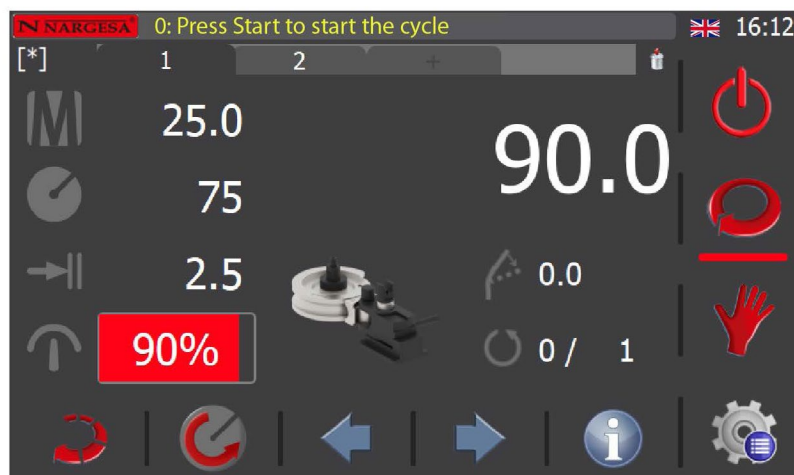 N NARGESA® 0: Press Start to start the cycle 16:12
[*] 1 2 +
25.0
90.0
75
2.5
0.0
90%
0 / 1
i